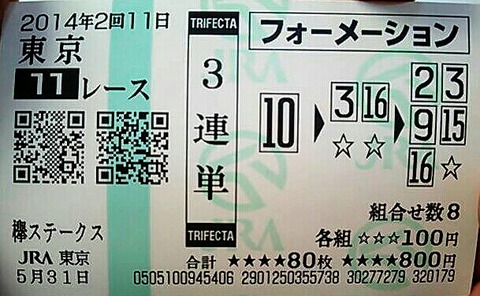 2014年2回11日
東京
11レース
欅ステークス
JRA 東京
5月31日
TRIFECTA
3連単
TRIFECTA
フォーメーション
10▶3 16▶2 3
☆☆ 9 15
16 ☆
組合せ数8
各組 ☆☆☆100円
合計 ★★★★80枚 ★★★★800円
0505100945406 2901250355738 30277279 320179
JRA